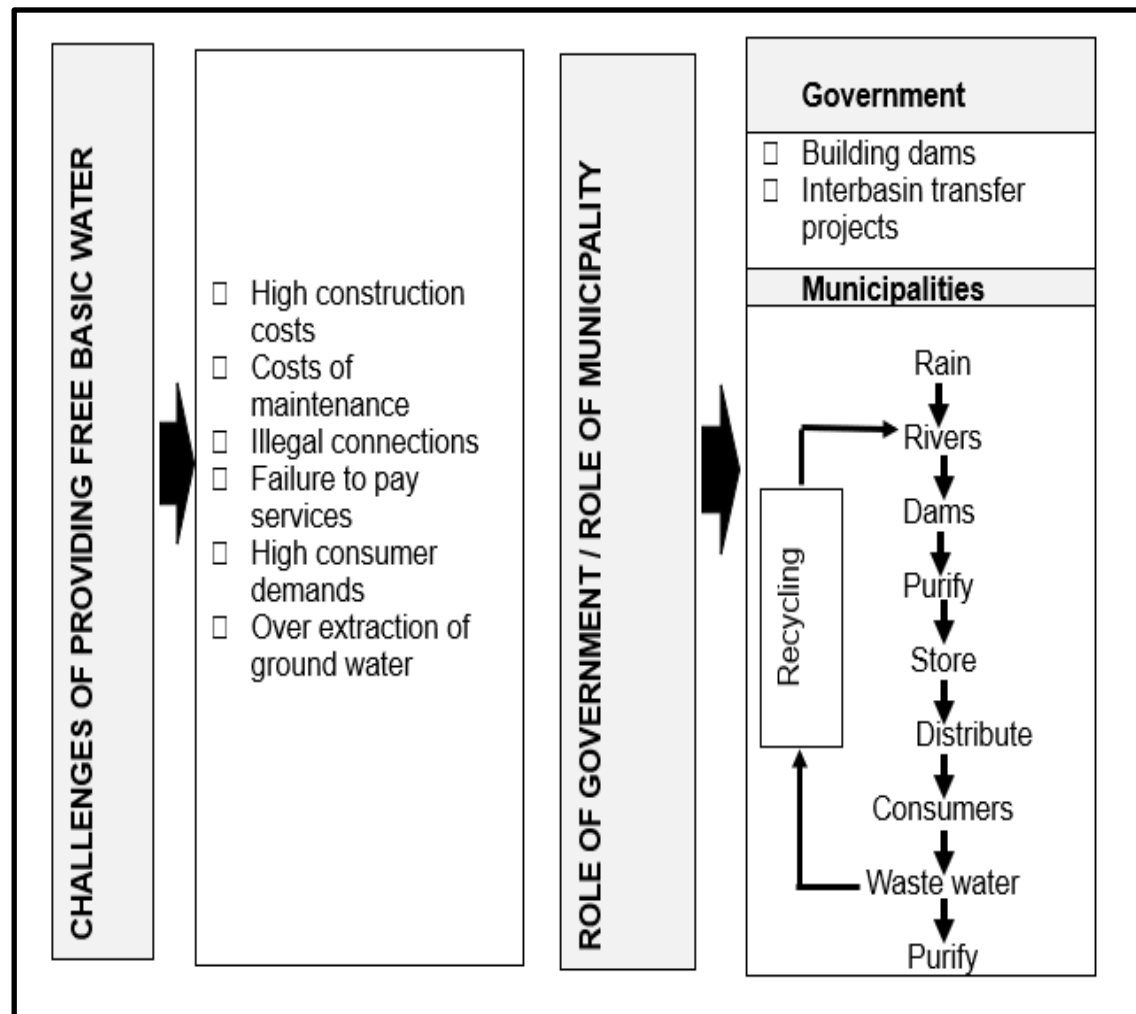 CHALLENGES OF PROVIDING FREE BASIC WATER
High construction
costs
Costs of
maintenance
Illegal connections
Failure to pay
services
High consumer
demands
Over extraction of
ground water
ROLE OF GOVERNMENT / ROLE OF MUNICIPALITY
Government
Building dams
Interbasin transfer
projects
Municipalities
Rain
Rivers
Dams
Purify
Store
Distribute
Consumers
Waste water
Purify
Recycling